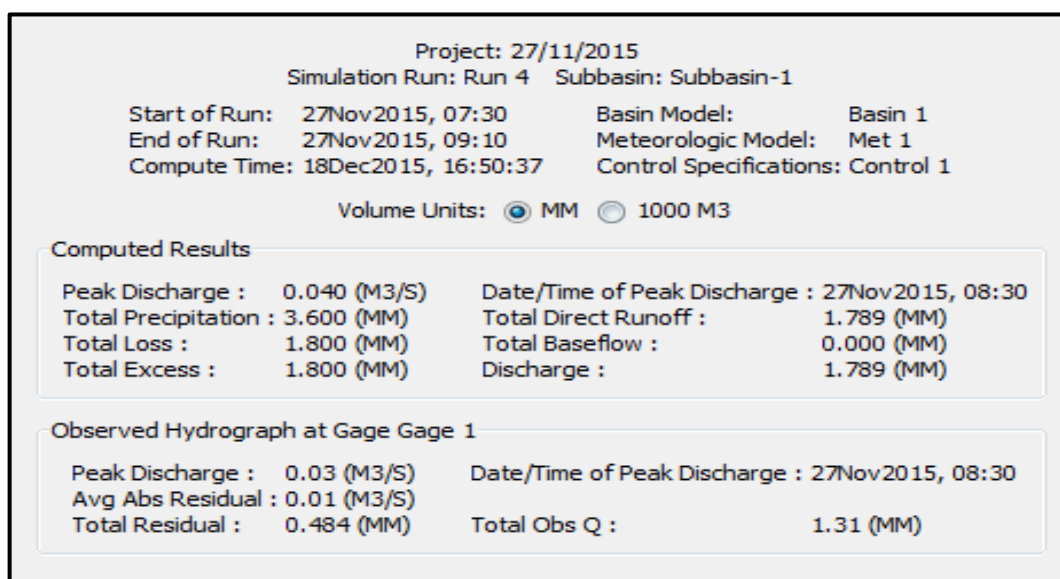 Project: 27/11/2015
Simulation Run: Run 4 Subbasin: Subbasin-1
Start of Run: 27Nov2015, 07:30 Basin Model: Basin 1
End of Run: 27Nov2015, 09:10 Meteorologic Model: Met 1
Compute Time: 18Dec2015, 16:50:37 Control Specifications: Control 1
Volume Units: MM 1000 M3
Computed Results
Peak Discharge : 0.040 (M3/S) Date/Time of Peak Discharge : 27Nov2015, 08:30
Total Precipitation : 3.600 (MM) Total Direct Runoff : 1.789 (MM)
Total Loss : 1.800 (MM) Total Baseflow : 0.000 (MM)
Total Excess : 1.800 (MM) Discharge : 1.789 (MM)
Observed Hydrograph at Gage Gage 1
Peak Discharge : 0.03 (M3/S) Date/Time of Peak Discharge : 27Nov2015, 08:30
Avg Abs Residual : 0.01 (M3/S)
Total Residual : 0.484 (MM) Total Obs Q : 1.31 (MM)